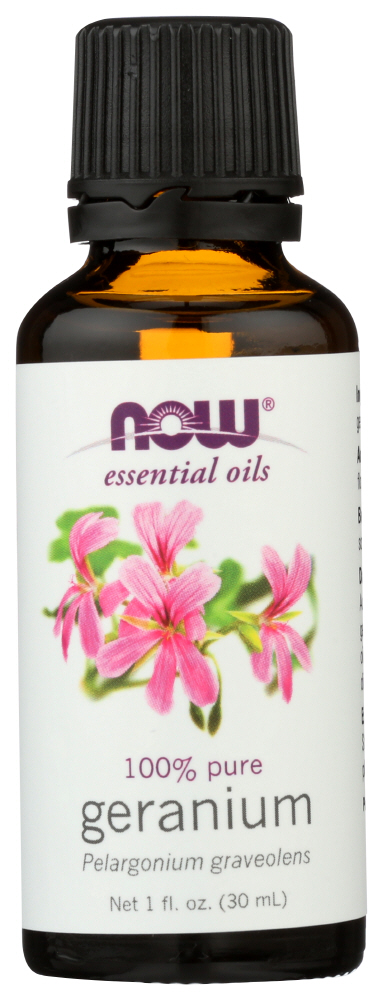 now®
essential oils
100% pure
geranium
Pelargonium graveolens
Net 1 fl. oz. (30 mL)